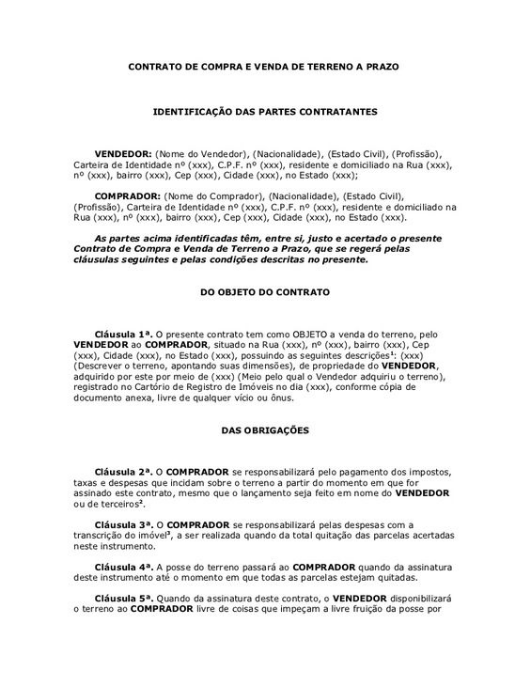 CONTRATO DE COMPRA E VENDA DE TERRENO A PRAZO
IDENTIFICAÇÃO DAS PARTES CONTRATANTES
VENDEDOR: (Nome do Vendedor), (Nacionalidade), (Estado Civil), (Profissão),
Carteira de Identidade nº (xxx), C.P.F. nº (xxx), residente e domiciliado na Rua (xxx),
nº (xxx), bairro (xxx), Cep (xxx), Cidade (xxx), no Estado (xxx);
COMPRADOR: (Nome do Comprador), (Nacionalidade), (Estado Civil),
(Profissão), Carteira de Identidade nº (xxx), C.P.F. nº (xxx), residente e domiciliado na
Rua (xxx), nº (xxx), bairro (xxx), Cep (xxx), Cidade (xxx), no Estado (xxx).
As partes acima identificadas têm, entre si, justo e acertado o presente
Contrato de Compra e Venda de Terreno a Prazo, que se regerá pelas
cláusulas seguintes e pelas condições descritas no presente.
DO OBJETO DO CONTRATO
Cláusula 1ª. O presente contrato tem como OBJETO a venda do terreno, pelo
VENDEDOR ao COMPRADOR, situado na Rua (xxx), nº (xxx), bairro (xxx), Cep
(xxx), Cidade (xxx), no Estado (xxx), possuindo as seguintes descrições¹: (xxx)
(Descrever o terreno, apontando suas dimensões), de propriedade do VENDEDOR,
adquirido por este por meio de (xxx) (Meio pelo qual o Vendedor adquiriu o terreno),
registrado no Cartório de Registro de Imóveis no dia (xxx), conforme cópia de
documento anexa, livre de qualquer vício ou ônus.
DAS OBRIGAÇÕES
Cláusula 2ª. O COMPRADOR se responsabilizará pelo pagamento dos impostos,
taxas e despesas que incidam sobre o terreno a partir do momento em que for
assinado este contrato, mesmo que o lançamento seja feito em nome do VENDEDOR
ou de terceiros².
Cláusula 3ª. O COMPRADOR se responsabilizará pelas despesas com a
transcrição do imóvel³, a ser realizada quando da total quitação das parcelas acertadas
neste instrumento.
Cláusula 4ª. A posse do terreno passará ao COMPRADOR quando da assinatura
deste instrumento até o momento em que todas as parcelas estejam quitadas.
Cláusula 5ª. Quando da assinatura deste contrato, o VENDEDOR disponibilizará
o terreno ao COMPRADOR livre de coisas que impeçam a livre fruição da posse por